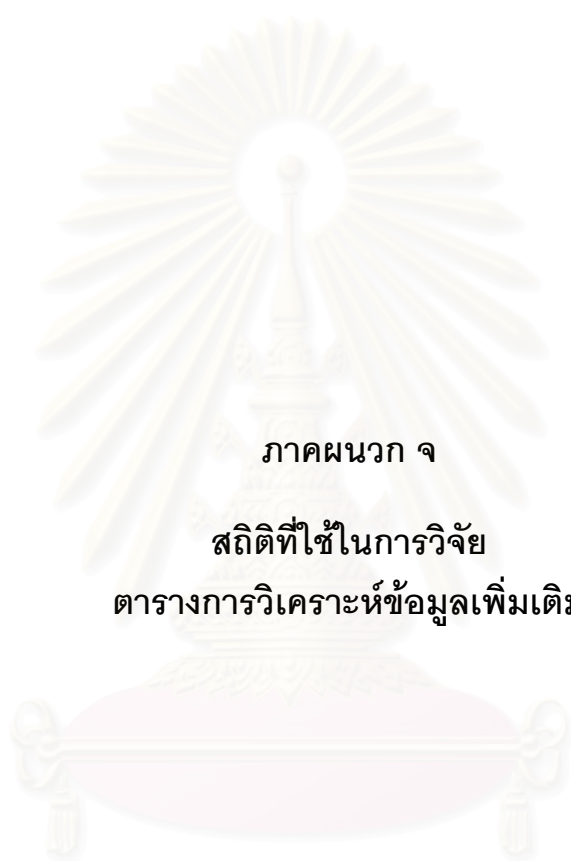 ภาคผนวก จ
สถิติที่ใช้ในการวิจัย
ตารางการวิเคราะห์ข้อมูลเพิ่มเติม